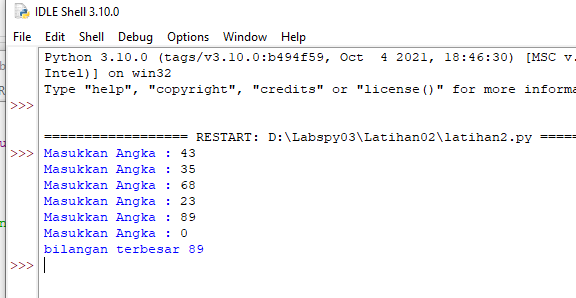 IDLE Shell 3.10.0
File Edit Shell Debug Options Window Help
Python 3.10.0 (tags/v3.10.0:b494f59, Oct  4 2021, 18:46:30) [MSC v.
Intel)] on win32
Type "help", "copyright", "credits" or "license()" for more
>>>
================== RESTART: D:\Labspy03\Latihan02\latihan2.py =====
>>> Masukkan Angka : 43
Masukkan Angka : 35
Masukkan Angka : 68
Masukkan Angka : 23
Masukkan Angka : 89
Masukkan Angka : 0
bilangan terbesar 89
>>>